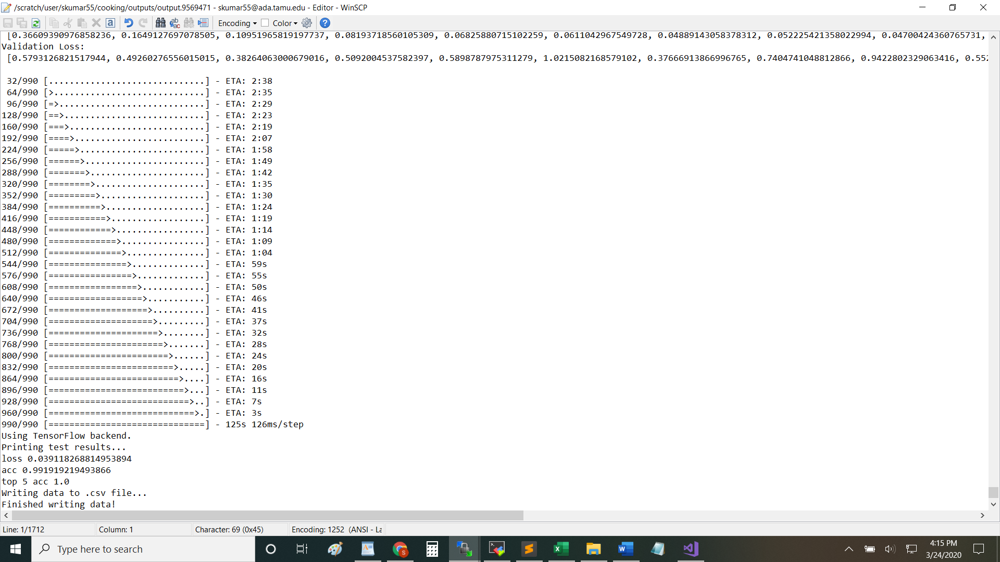 /scratch/user/skumar55/cooking/outputs/output.9569471 - skumar55@ada.tamu.edu - Editor - WinSCP
Encoding Color
[0.36609390976858236, 0.1649127697078505, 0.10951965819197737, 0.08193718560105309, 0.06825880715102259, 0.0611042967549728, 0.04889143058378312, 0.052225421358022994, 0.04700424360765731,
Validation Loss:
[0.5793126821517944, 0.49260276556015015, 0.38264063000679016, 0.5092004537582397, 0.5898787975311279, 1.0215082168579102, 0.37666913866996765, 0.7404741048812866, 0.9422802329063416, 0.552
32/990 [..............................] - ETA: 2:38
64/990 [>.............................] - ETA: 2:35
96/990 [=>............................] - ETA: 2:29
128/990 [==>...........................] - ETA: 2:23
160/990 [===>..........................] - ETA: 2:19
192/990 [====>.........................] - ETA: 2:07
224/990 [=====>........................] - ETA: 1:58
256/990 [======>.......................] - ETA: 1:49
288/990 [=======>......................] - ETA: 1:42
320/990 [========>.....................] - ETA: 1:35
352/990 [=========>....................] - ETA: 1:30
384/990 [==========>...................] - ETA: 1:24
416/990 [===========>..................] - ETA: 1:19
448/990 [============>.................] - ETA: 1:14
480/990 [=============>................] - ETA: 1:09
512/990 [==============>...............] - ETA: 1:04
544/990 [===============>..............] - ETA: 59s
576/990 [================>.............] - ETA: 55s
608/990 [=================>............] - ETA: 50s
640/990 [==================>...........] - ETA: 46s
672/990 [===================>..........] - ETA: 41s
704/990 [====================>.........] - ETA: 37s
736/990 [=====================>........] - ETA: 32s
768/990 [======================>.......] - ETA: 28s
800/990 [=======================>......] - ETA: 24s
832/990 [========================>.....] - ETA: 20s
864/990 [=========================>....] - ETA: 16s
896/990 [==========================>...] - ETA: 11s
928/990 [===========================>..] - ETA: 7s
960/990 [============================>.] - ETA: 3s
990/990 [==============================] - 125s 126ms/step
Using TensorFlow backend.
Printing test results...
loss 0.039118268814953894
acc 0.991919219493866
top 5 acc 1.0
Writing data to .csv file...
Finished writing data!
Line: 1/1712 Column: 1 Character: 69 (0x45) Encoding: 1252 (ANSI - La
Type here to search
4:15 PM
3/24/2020